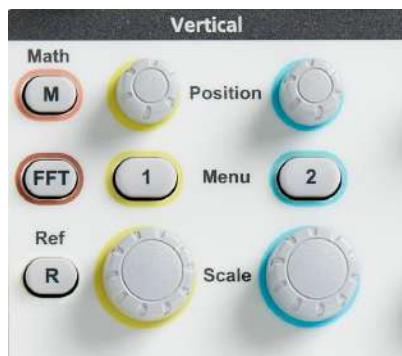 Vertical
Math
M
Position
FFT
1
Menu
2
Ref
R
Scale